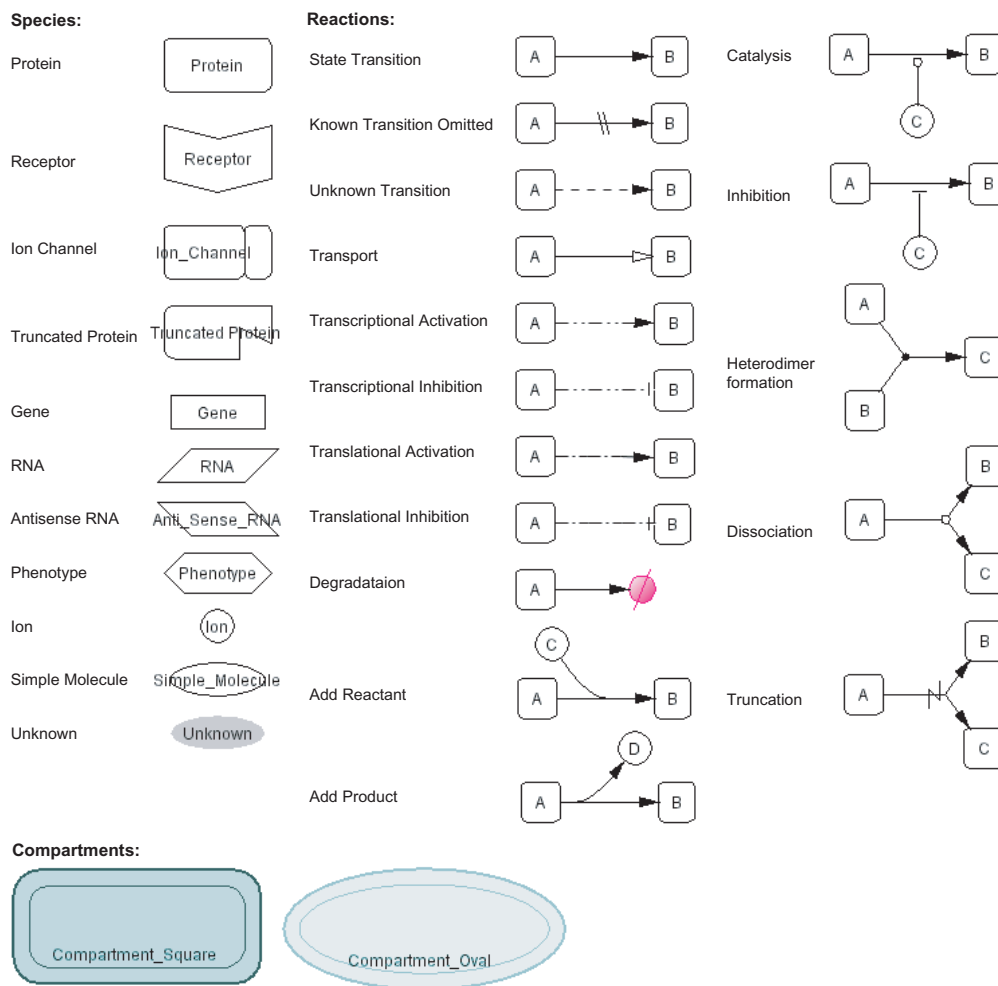 Species:
Protein
Protein
Receptor
Receptor
Ion Channel
Ion_Channel
Truncated Protein
Truncated Protein
Gene
Gene
RNA
RNA
Antisense RNA
Anti_Sense_RNA
Phenotype
Phenotype
Ion
Ion
Simple Molecule
Simple_Molecule
Unknown
Unknown
Reactions:
State Transition
A
B
Known Transition Omitted
A
B
Unknown Transition
A
B
Transport
A
B
Transcriptional Activation
A
B
Transcriptional Inhibition
A
B
Translational Activation
A
B
Translational Inhibition
A
B
Degradataion
A
Add Reactant
C
A
B
Add Product
D
A
B
Catalysis
A
B
C
Inhibition
A
B
C
Heterodimer
formation
A
C
B
Dissociation
B
A
C
Truncation
B
A
C
Compartments:
Compartment_Square
Compartment_Oval